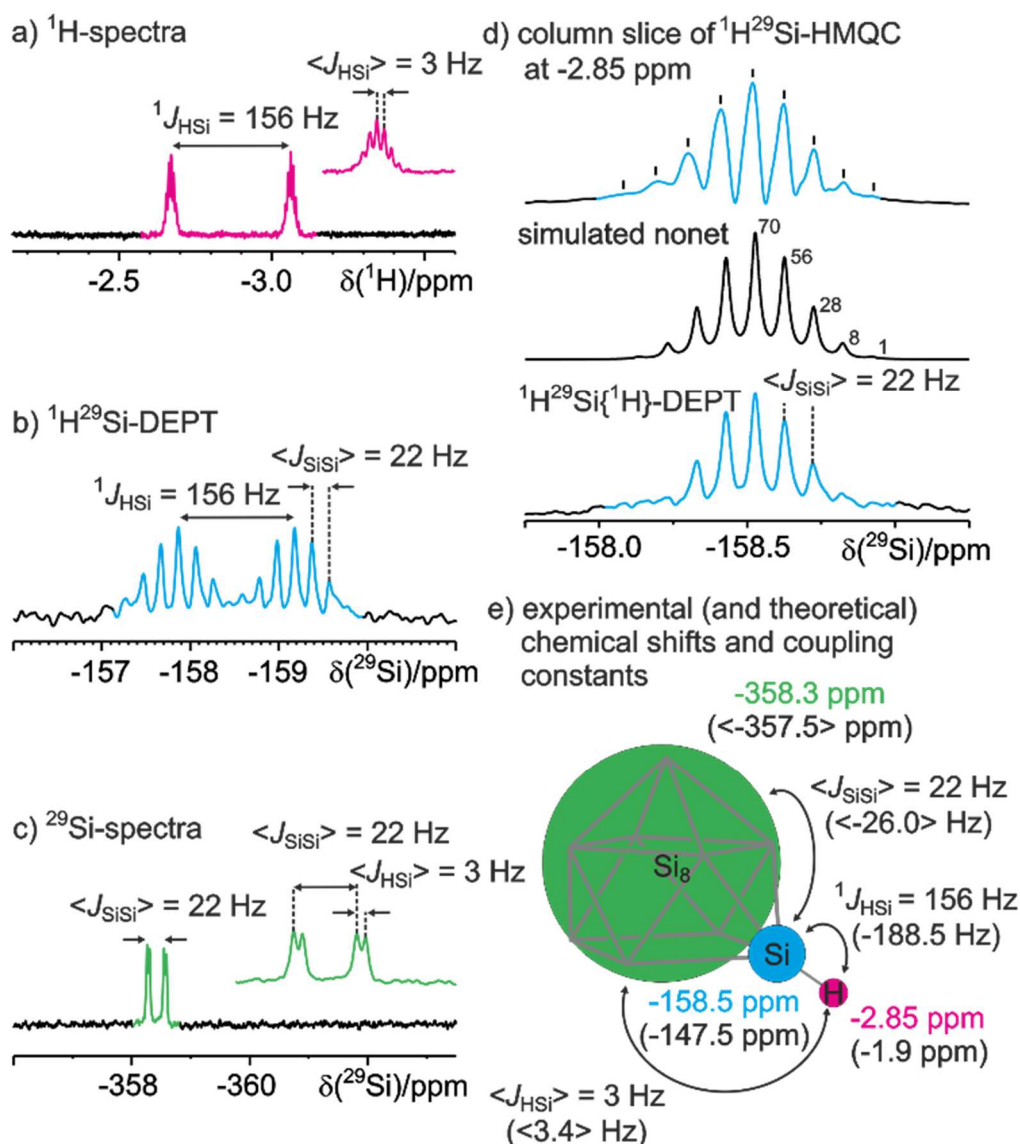 a) ¹H-spectra
<J_HSi> = 3 Hz
¹J_HSi = 156 Hz
-2.5 -3.0 δ(¹H)/ppm
b) ¹H²⁹Si-DEPT
<J_SiSi> = 22 Hz
¹J_HSi = 156 Hz
-157 -158 -159 δ(²⁹Si)/ppm
c) ²⁹Si-spectra
<J_SiSi> = 22 Hz
<J_HSi> = 3 Hz
<J_SiSi> = 22 Hz
-358 -360 δ(²⁹Si)/ppm
d) column slice of ¹H²⁹Si-HMQC
at -2.85 ppm
simulated nonet
70
56
28
8
1
<J_SiSi> = 22 Hz
¹H²⁹Si{¹H}-DEPT
-158.0 -158.5 δ(²⁹Si)/ppm
e) experimental (and theoretical)
chemical shifts and coupling
constants
-358.3 ppm
(<-357.5> ppm)
<J_SiSi> = 22 Hz
(<-26.0> Hz)
Si₈
¹J_HSi = 156 Hz
(-188.5 Hz)
Si
H
-158.5 ppm
(-147.5 ppm)
-2.85 ppm
(-1.9 ppm)
<J_HSi> = 3 Hz
(<3.4> Hz)